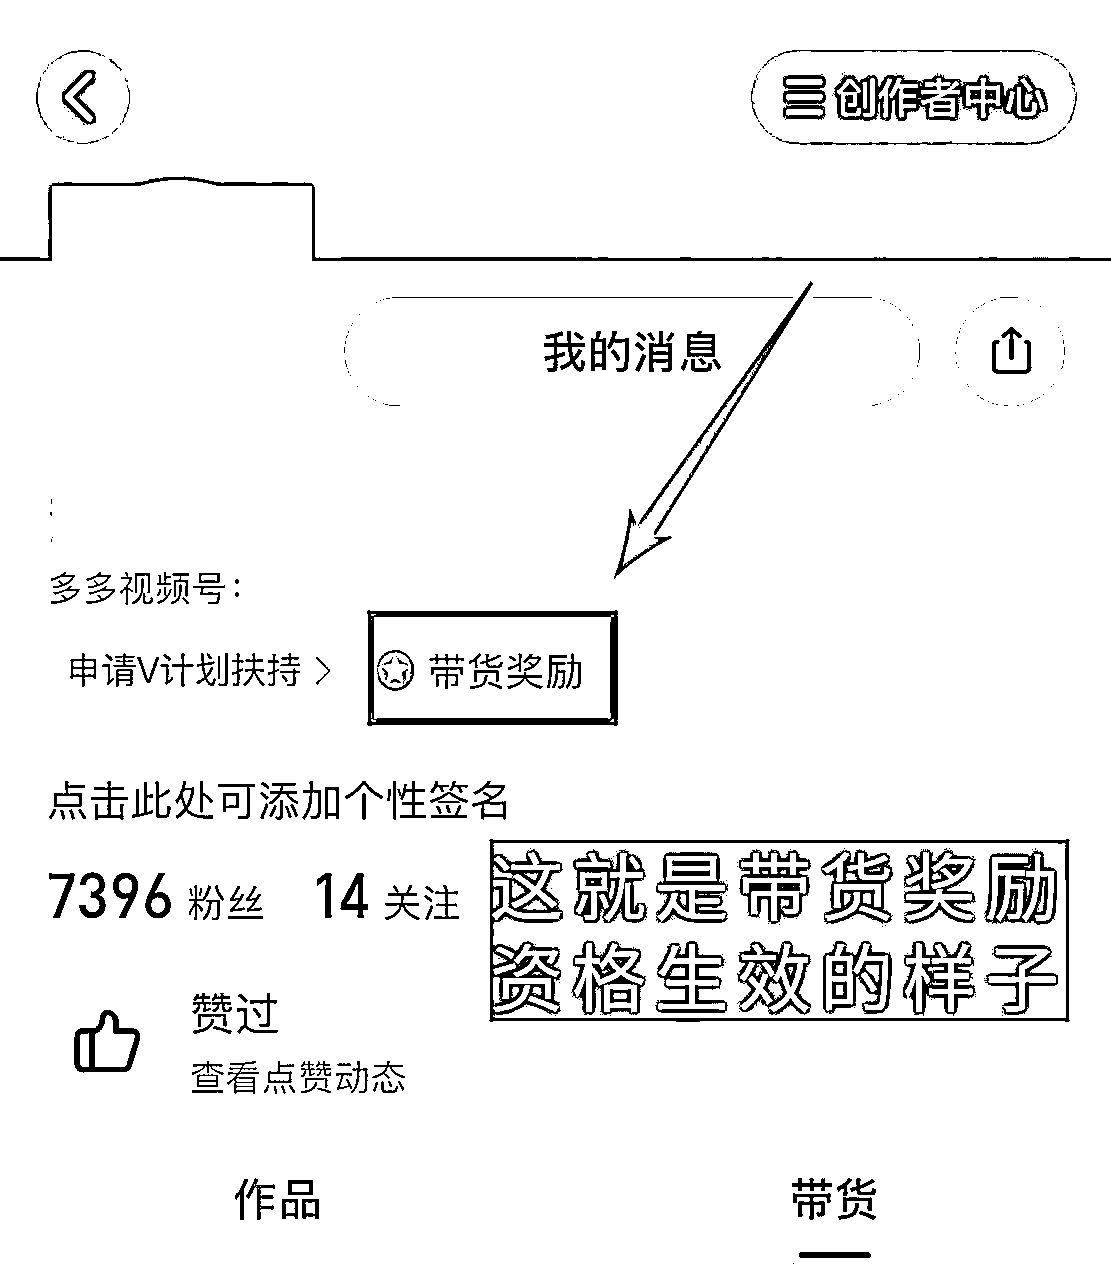 创作者中心
我的消息
多多视频号：
申请V计划扶持 >
带货奖励
点击此处可添加个性签名
7396 粉丝 14 关注
这就是带货奖励
资格生效的样子
赞过
查看点赞动态
作品 带货